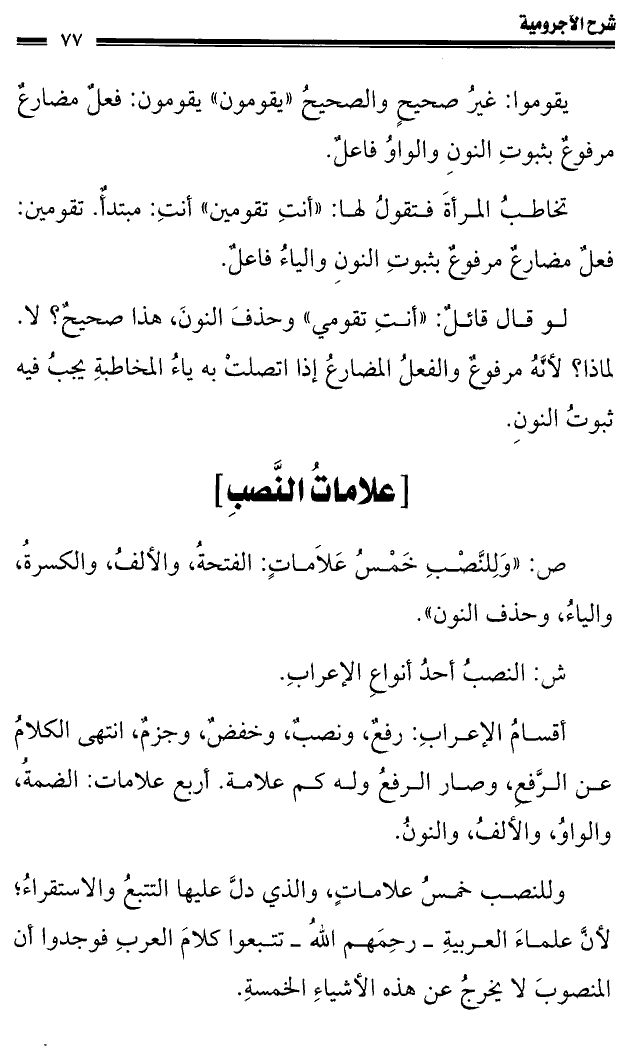 شرح الآجرومية
٧٧
يقوموا: غيرُ صحيحٍ والصحيحُ «يقومون» يقومون: فعلٌ مضارعٌ
مرفوعٌ بثبوتِ النونِ والواوُ فاعلٌ.
تخاطبُ المرأةَ فتقولُ لها: «أنتِ تقومين» أنتِ: مبتدأٌ. تقومين:
فعلٌ مضارعٌ مرفوعٌ بثبوتِ النونِ والياءُ فاعلٌ.
لو قال قائلٌ: «أنتِ تقومي» وحذفَ النونَ، هذا صحيحٌ؟ لا.
لماذا؟ لأنَّهُ مرفوعٌ والفعلُ المضارعُ إذا اتصلتْ به ياءُ المخاطبةِ يجبُ فيه
ثبوتُ النونِ.
[علاماتُ النَّصبِ]
ص: «وَلِلنَّصْبِ خَمْسُ عَلاَماتٍ: الفتحةُ، والألفُ، والكسرةُ،
والياءُ، وحذف النون».
ش: النصبُ أحدُ أنواعِ الإعرابِ.
أقسامُ الإعرابِ: رفعٌ، ونصبٌ، وخفضٌ، وجزمٌ، انتهى الكلامُ
عن الرَّفعِ، وصار الرفعُ وله كم علامة. أربع علامات: الضمةُ،
والواوُ، والألفُ، والنونُ.
وللنصب خمسُ علاماتٍ، والذي دلَّ عليها التتبعُ والاستقراءُ؛
لأنَّ علماءَ العربيةِ ـ رحِمَهم اللهُ ـ تتبعوا كلامَ العربِ فوجدوا أن
المنصوبَ لا يخرجُ عن هذه الأشياءِ الخمسةِ.